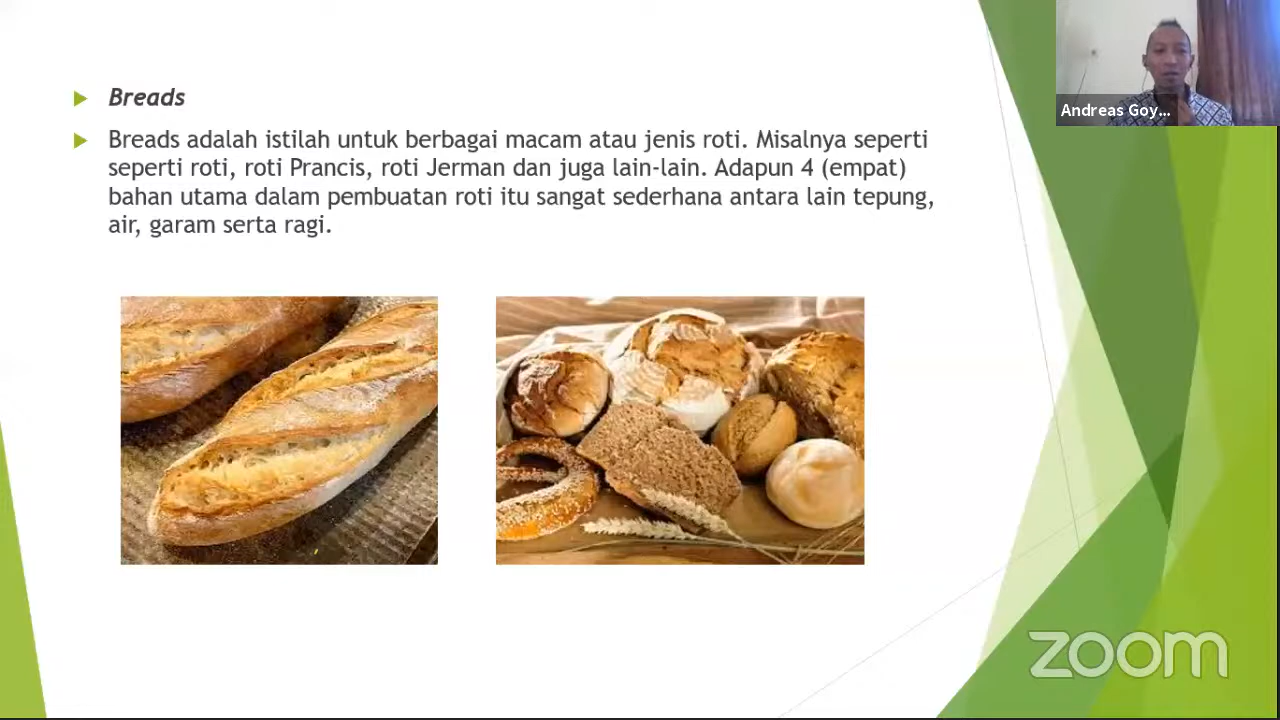 Breads
Breads adalah istilah untuk berbagai macam atau jenis roti. Misalnya seperti
seperti roti, roti Prancis, roti Jerman dan juga lain-lain. Adapun 4 (empat)
bahan utama dalam pembuatan roti itu sangat sederhana antara lain tepung,
air, garam serta ragi.
Andreas Goy...
zoom